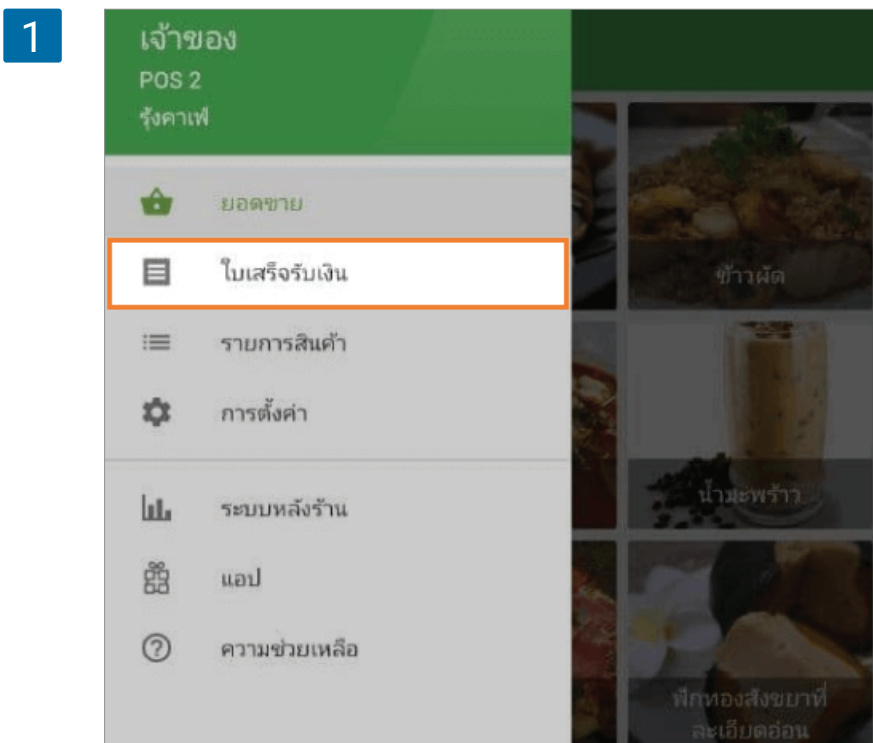 1
เจ้าของ
POS 2
รุ้งคาเฟ่
ยอดขาย
ใบเสร็จรับเงิน
ข้าวผัด
รายการสินค้า
การตั้งค่า
น้ำมะพร้าว
ระบบหลังร้าน
แอป
ความช่วยเหลือ
ฟักทองสังขยาที่
ละเอียดอ่อน